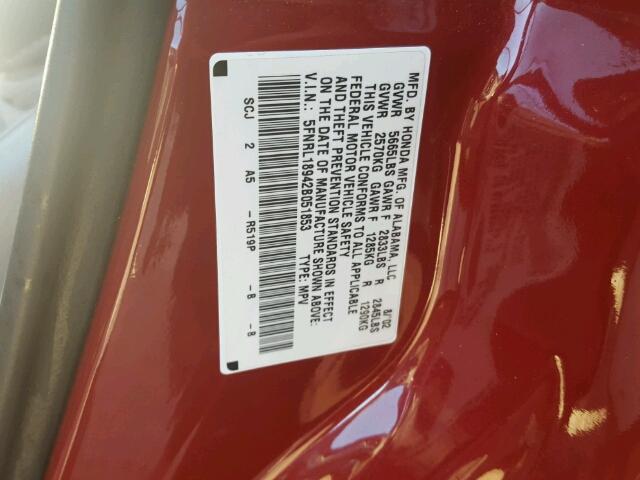 MFD. BY HONDA MFG. OF ALABAMA, LLC 8/'02
GVWR 5665LBS GAWR F 2833LBS R 2845LBS
GVWR 2570KG GAWR F 1285KG R 1290KG
THIS VEHICLE CONFORMS TO ALL APPLICABLE
FEDERAL MOTOR VEHICLE SAFETY
AND THEFT PREVENTION STANDARDS IN EFFECT
ON THE DATE OF MANUFACTURE SHOWN ABOVE:
V.I.N.: 5FNRL18942B051853 TYPE: MPV
SCJ 2 A5 - R519P - B - B